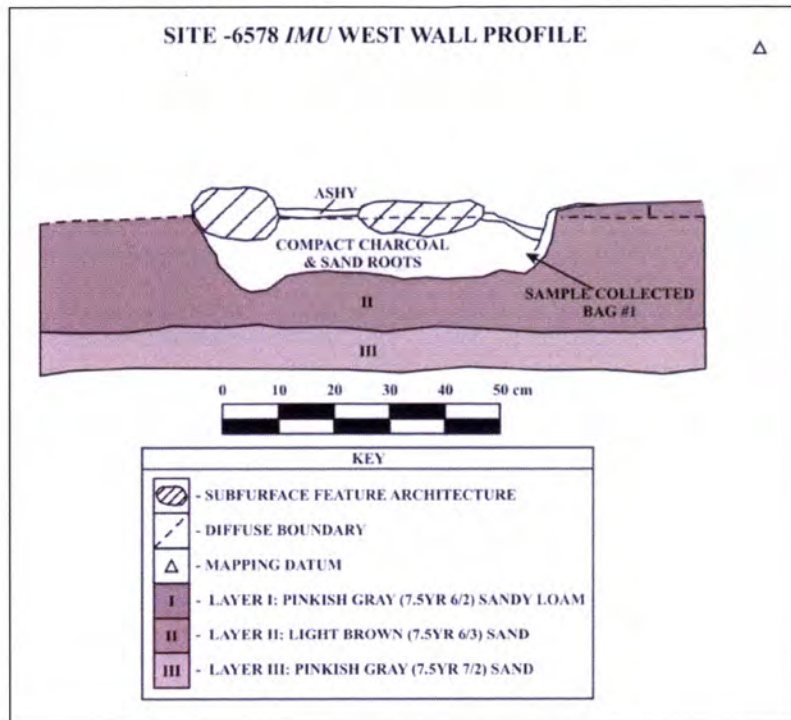 SITE -6578 IMU WEST WALL PROFILE
ASHY
I
COMPACT CHARCOAL
& SAND ROOTS
II
SAMPLE COLLECTED
BAG #1
III
0 10 20 30 40 50 cm
KEY
- SUBFURFACE FEATURE ARCHITECTURE
- DIFFUSE BOUNDARY
- MAPPING DATUM
I - LAYER I: PINKISH GRAY (7.5YR 6/2) SANDY LOAM
II - LAYER II: LIGHT BROWN (7.5YR 6/3) SAND
III - LAYER III: PINKISH GRAY (7.5YR 7/2) SAND